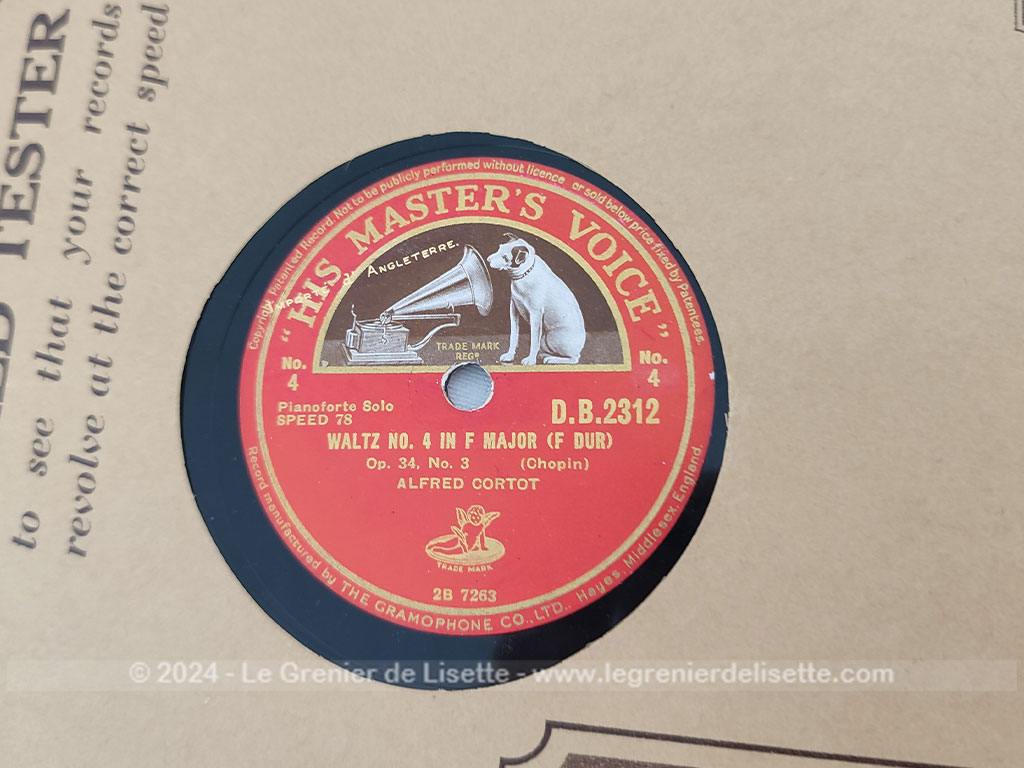 TESTER
to see that your records
revolve at the correct speed
Copyright. Patented Record. Not to be publicly performed without licence or sold below price fixed by Patentees.
"HIS MASTER'S VOICE"
ANGLETERRE.
TRADE MARK
REGD
No.
4
No.
4
Pianoforte Solo
SPEED 78
D.B.2312
WALTZ NO. 4 IN F MAJOR (F DUR)
Op. 34, No. 3 (Chopin)
ALFRED CORTOT
TRADE MARK
2B 7263
Record manufactured by THE GRAMOPHONE CO., LTD., Hayes, Middlesex, England.
© 2024 - Le Grenier de Lisette - www.legrenierdelisette.com